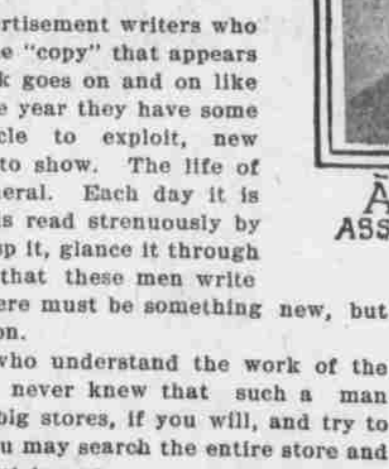 rtisement writers who
e "copy" that appears
k goes on and on like
e year they have some
cle to exploit, new
to show. The life of
neral. Each day it is
s read strenuously by
sp it, glance it through
that these men write
ere must be something new, but
on.
who understand the work of the
never knew that such a man
big stores, if you will, and try to
u may search the entire store and
A
ASS